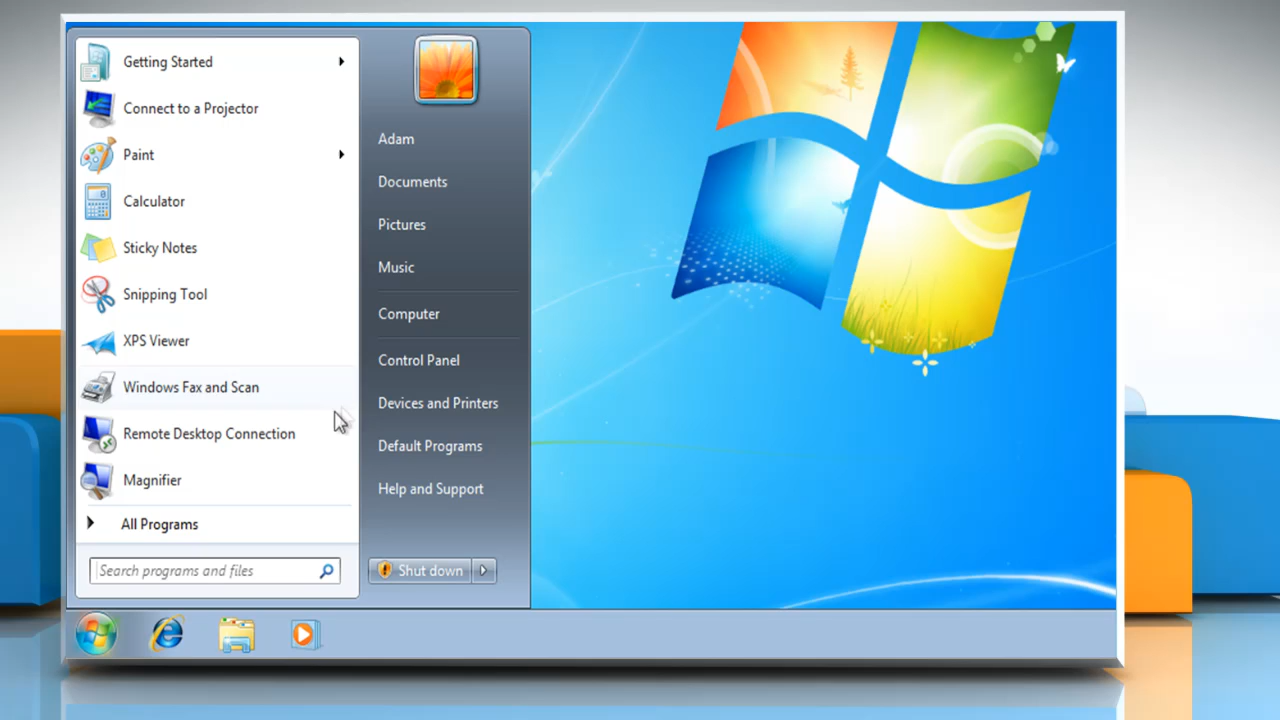 Getting Started
Connect to a Projector
Paint
Calculator
Sticky Notes
Snipping Tool
XPS Viewer
Windows Fax and Scan
Remote Desktop Connection
Magnifier
All Programs
Search programs and files
Adam
Documents
Pictures
Music
Computer
Control Panel
Devices and Printers
Default Programs
Help and Support
Shut down